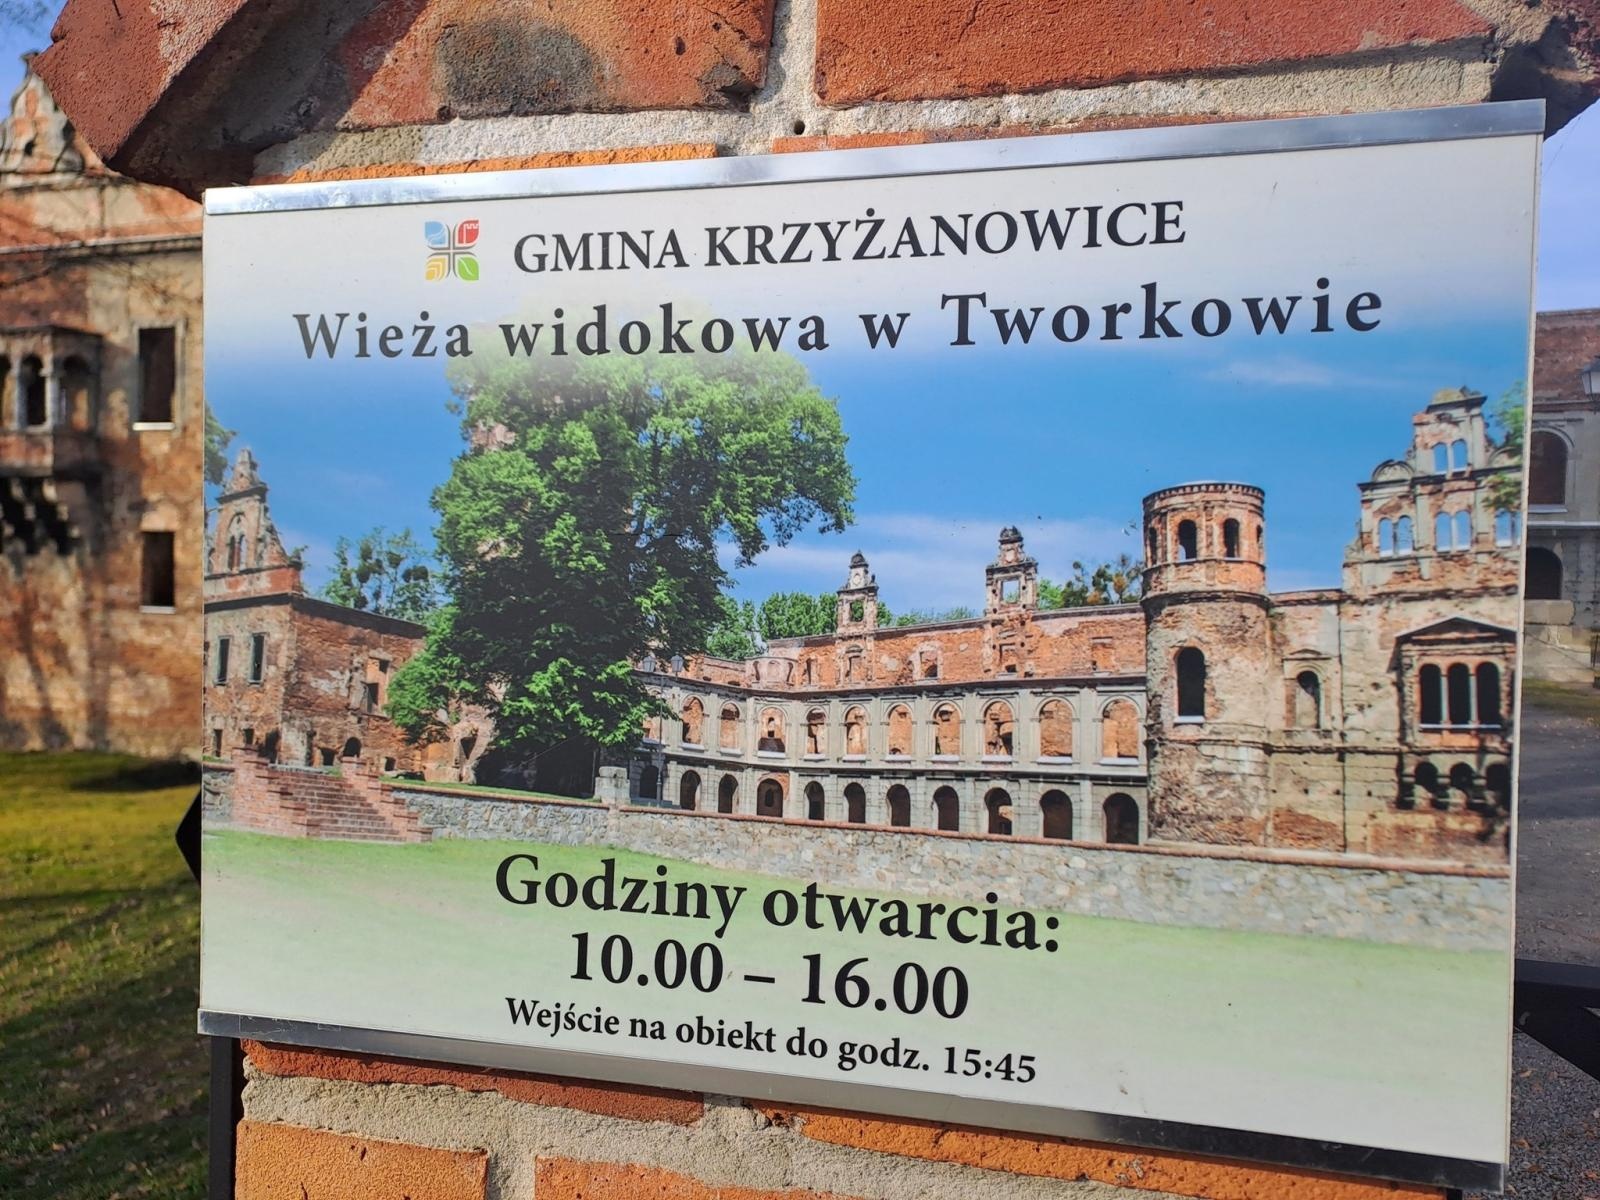 GMINA KRZYŻANOWICE
Wieża widokowa w Tworkowie
Godziny otwarcia:
10.00 – 16.00
Wejście na obiekt do godz. 15:45